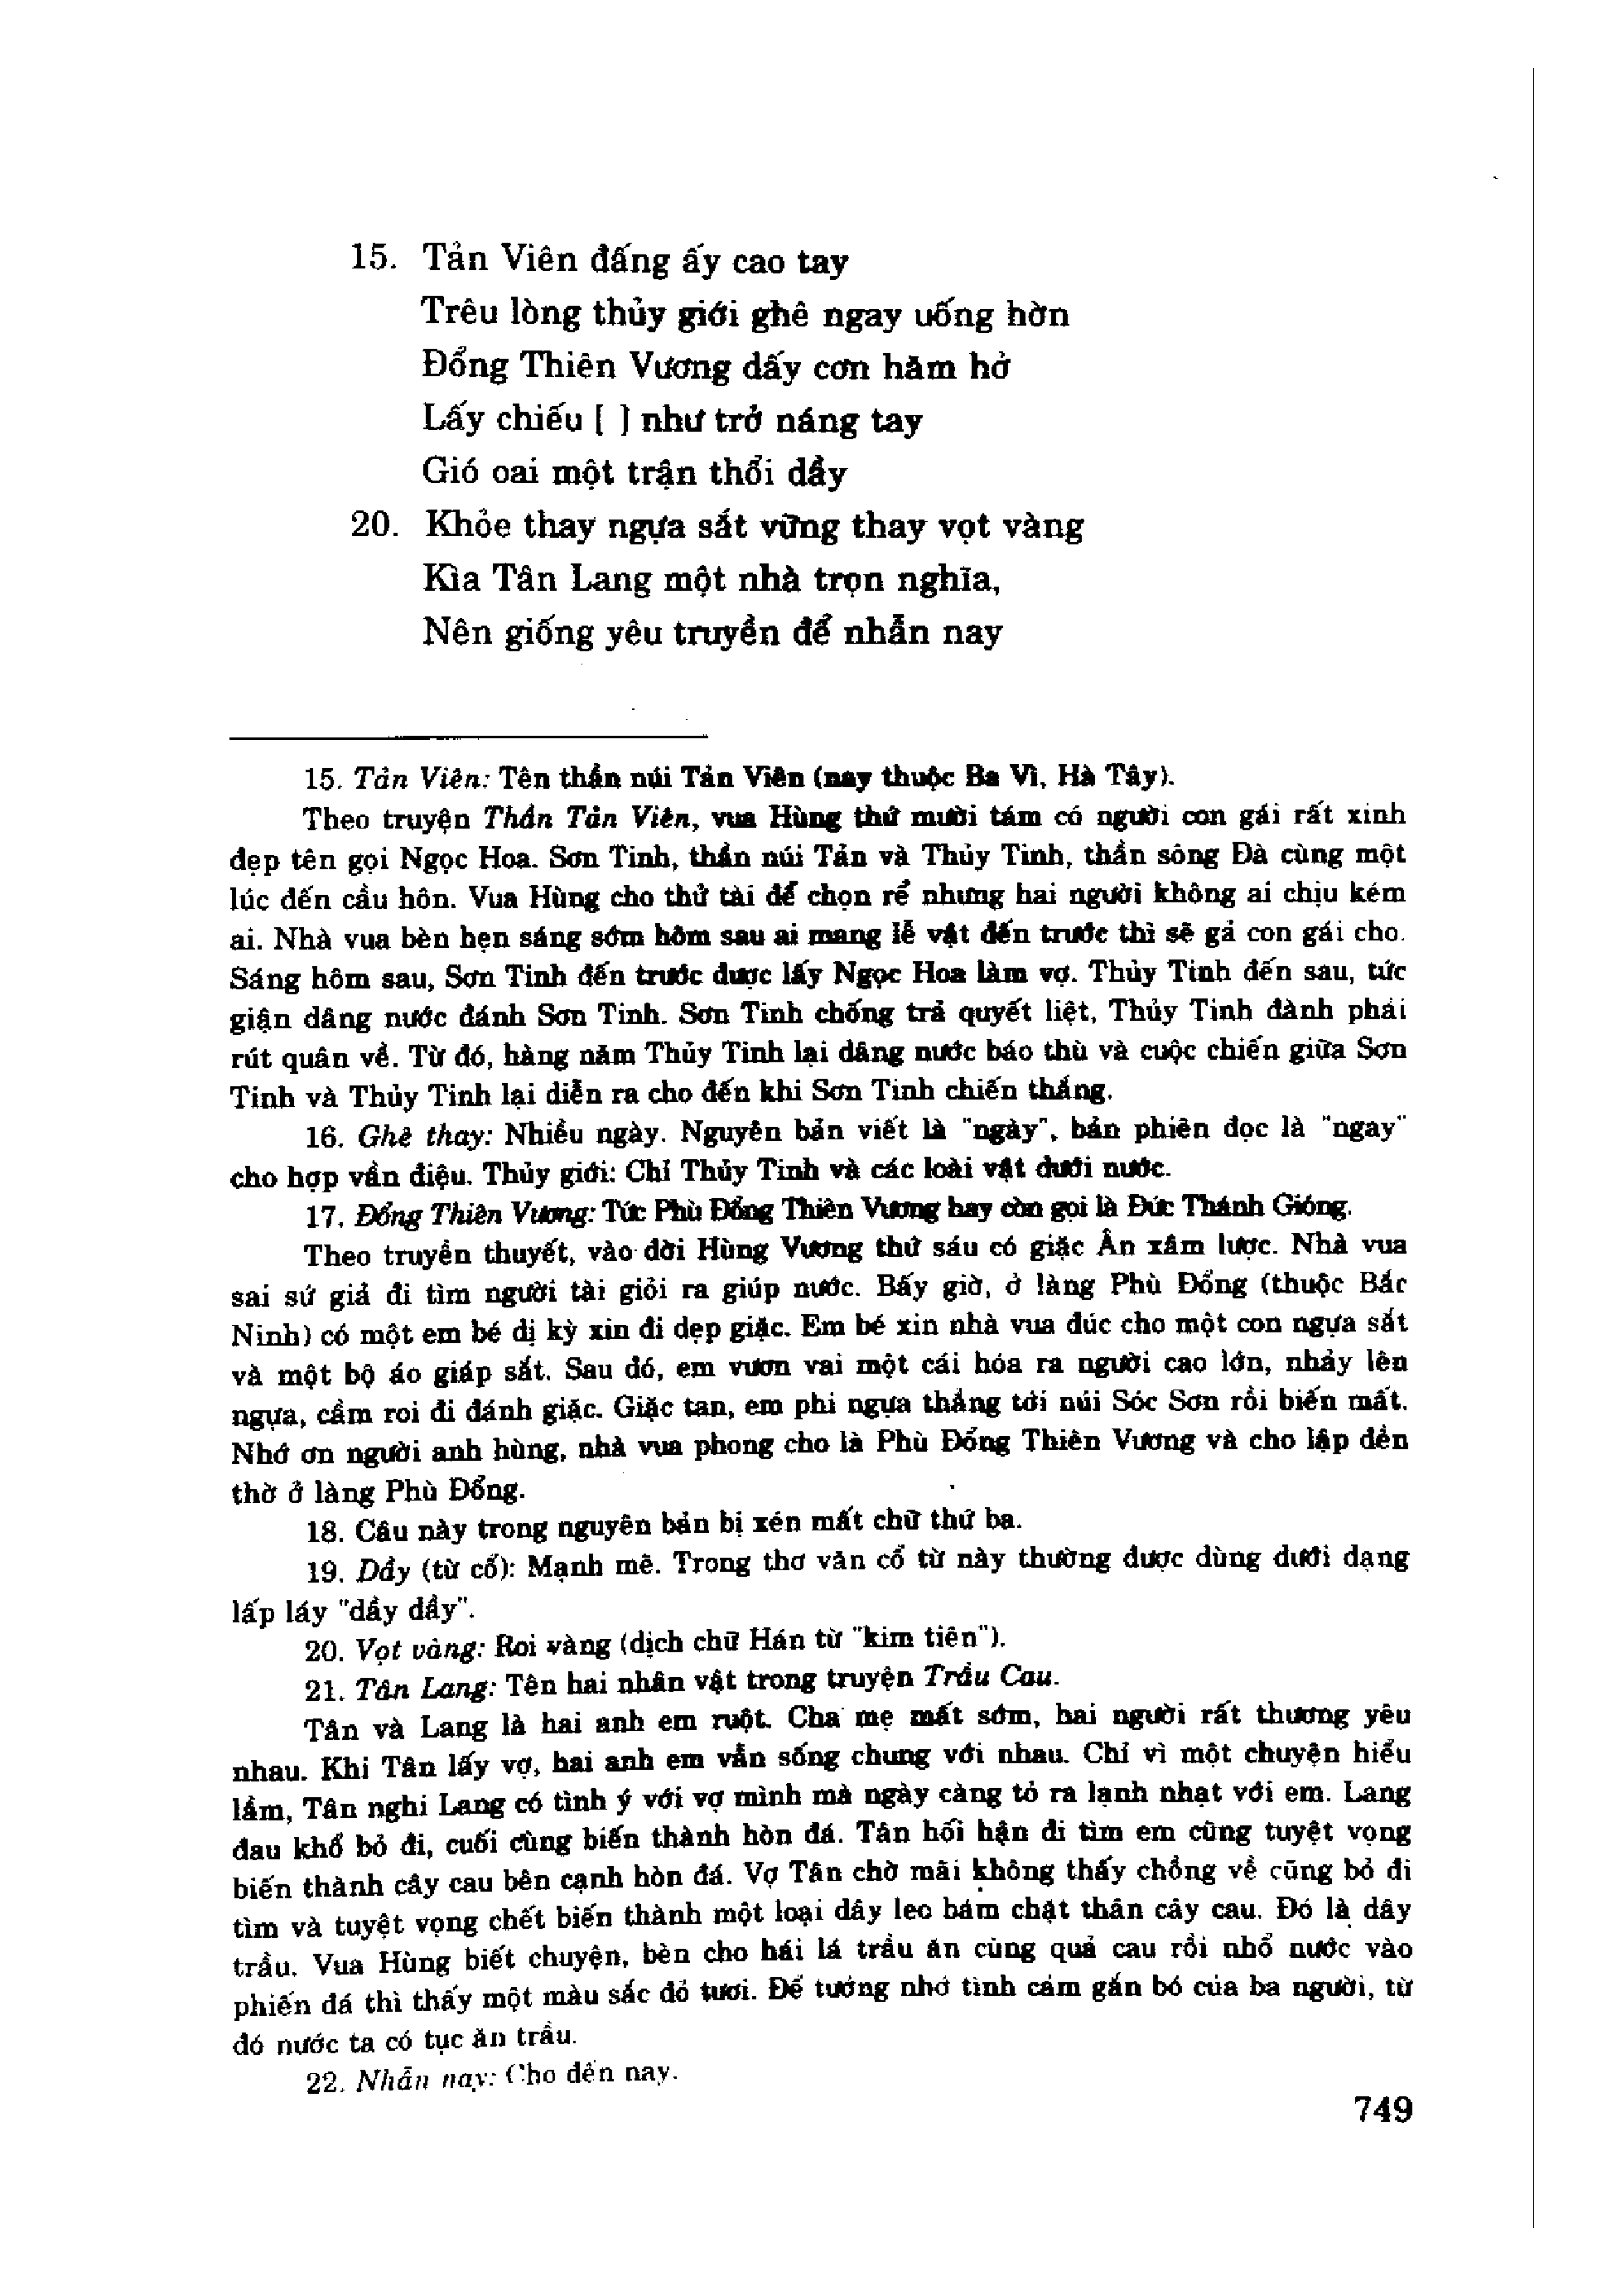 15. Tản Viên đấng ấy cao tay
Trêu lòng thủy giới ghê ngay uống hờn
Đổng Thiên Vương dấy cơn hăm hở
Lấy chiếu [ ] như trở náng tay
Gió oai một trận thổi dầy
20. Khỏe thay ngựa sắt vững thay vọt vàng
Kìa Tân Lang một nhà trọn nghĩa,
Nên giống yêu truyền để nhẫn nay
15. Tản Viên: Tên thần núi Tản Viên (nay thuộc Ba Vì, Hà Tây).
Theo truyện Thần Tản Viên, vua Hùng thứ mười tám có người con gái rất xinh
đẹp tên gọi Ngọc Hoa. Sơn Tinh, thần núi Tản và Thủy Tinh, thần sông Đà cùng một
lúc đến cầu hôn. Vua Hùng cho thử tài để chọn rể nhưng hai người không ai chịu kém
ai. Nhà vua bèn hẹn sáng sớm hôm sau ai mang lễ vật đến trước thì sẽ gả con gái cho.
Sáng hôm sau, Sơn Tinh đến trước được lấy Ngọc Hoa làm vợ. Thủy Tinh đến sau, tức
giận dâng nước đánh Sơn Tinh. Sơn Tinh chống trả quyết liệt, Thủy Tinh đành phải
rút quân về. Từ đó, hàng năm Thủy Tinh lại dâng nước báo thù và cuộc chiến giữa Sơn
Tinh và Thủy Tinh lại diễn ra cho đến khi Sơn Tinh chiến thắng.
16. Ghê thay: Nhiều ngày. Nguyên bản viết là "ngày", bản phiên đọc là "ngay"
cho hợp vần điệu. Thủy giới: Chỉ Thủy Tinh và các loài vật dưới nước.
17. Đổng Thiên Vương: Tức Phù Đổng Thiên Vương hay còn gọi là Đức Thánh Gióng.
Theo truyền thuyết, vào đời Hùng Vương thứ sáu có giặc Ân xâm lược. Nhà vua
sai sứ giả đi tìm người tài giỏi ra giúp nước. Bấy giờ, ở làng Phù Đổng (thuộc Bắc
Ninh) có một em bé dị kỳ xin đi dẹp giặc. Em bé xin nhà vua đúc cho một con ngựa sắt
và một bộ áo giáp sắt. Sau đó, em vươn vai một cái hóa ra người cao lớn, nhảy lên
ngựa, cầm roi đi đánh giặc. Giặc tan, em phi ngựa thẳng tới núi Sóc Sơn rồi biến mất.
Nhớ ơn người anh hùng, nhà vua phong cho là Phù Đổng Thiên Vương và cho lập đền
thờ ở làng Phù Đổng.
18. Câu này trong nguyên bản bị xén mất chữ thứ ba.
19. Dầy (từ cổ): Mạnh mẽ. Trong thơ văn cổ từ này thường được dùng dưới dạng
lấp láy "dầy dầy".
20. Vọt vàng: Roi vàng (dịch chữ Hán từ "kim tiên").
21. Tân Lang: Tên hai nhân vật trong truyện Trầu Cau.
Tân và Lang là hai anh em ruột. Cha mẹ mất sớm, hai người rất thương yêu
nhau. Khi Tân lấy vợ, hai anh em vẫn sống chung với nhau. Chỉ vì một chuyện hiểu
lầm, Tân nghi Lang có tình ý với vợ mình mà ngày càng tỏ ra lạnh nhạt với em. Lang
đau khổ bỏ đi, cuối cùng biến thành hòn đá. Tân hối hận đi tìm em cũng tuyệt vọng
biến thành cây cau bên cạnh hòn đá. Vợ Tân chờ mãi không thấy chồng về cũng bỏ đi
tìm và tuyệt vọng chết biến thành một loại dây leo bám chặt thân cây cau. Đó là dây
trầu. Vua Hùng biết chuyện, bèn cho hái lá trầu ăn cùng quả cau rồi nhổ nước vào
phiến đá thì thấy một màu sắc đỏ tươi. Để tưởng nhớ tình cảm gắn bó của ba người, từ
đó nước ta có tục ăn trầu.
22. Nhẫn nay: Cho đến nay.
749